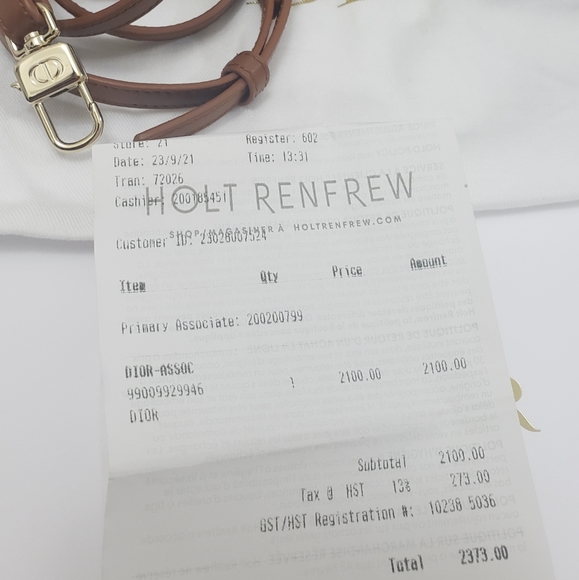 CD
Store: 21 Register: 602
Date: 23/9/21 Time: 13:31
Tran: 72026
Cashier: 200185451
HOLT RENFREW
SHOP/MAGASINER À HOLTRENFREW.COM
Customer ID: 23028007524
Item Qty Price Amount
Primary Associate: 200200799
DIOR-ASSOC
99009929946 1 2100.00 2100.00
DIOR
Subtotal 2100.00
Tax @ HST 13% 273.00
GST/HST Registration #: 10238 5036
Total 2373.00